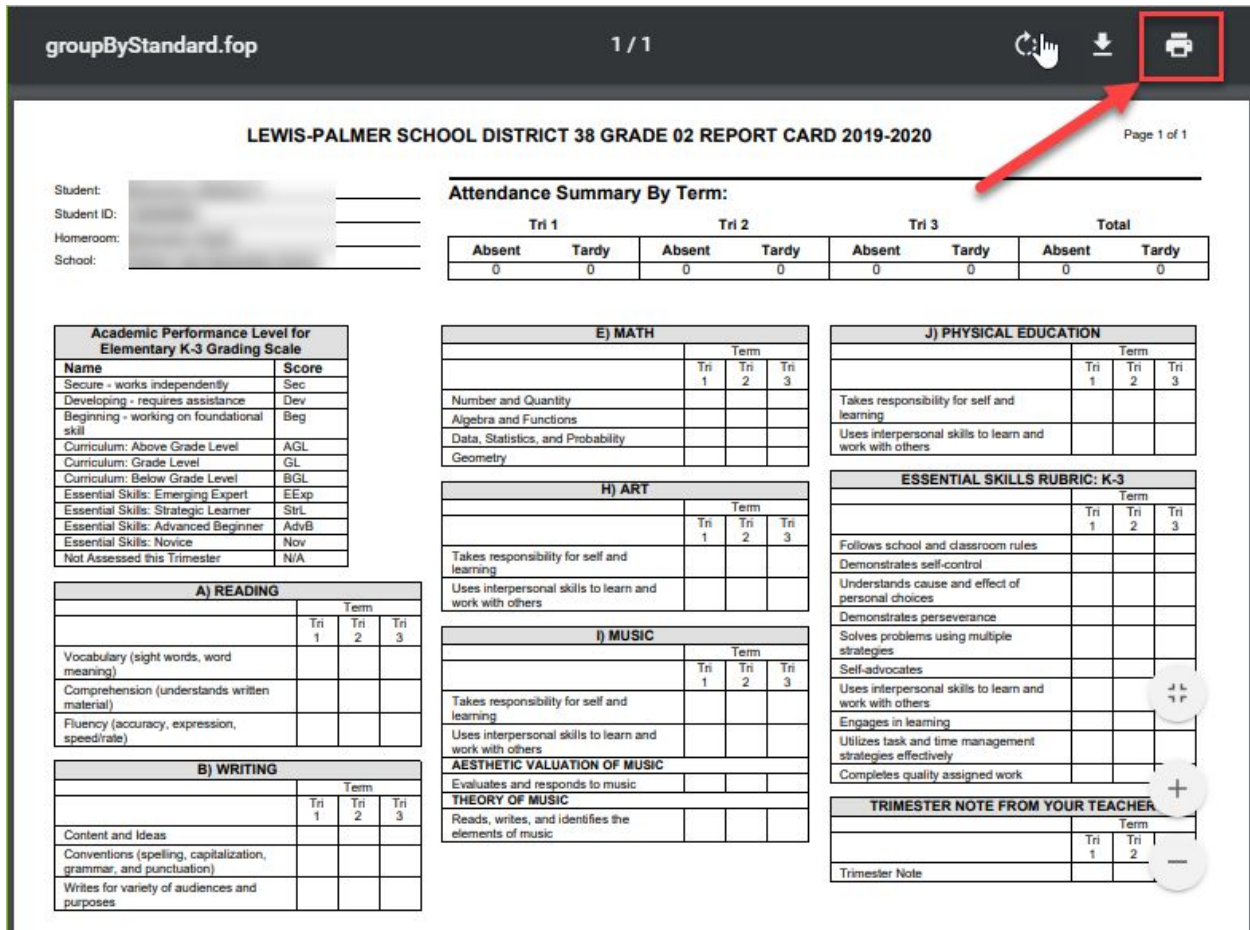 groupByStandard.fop 1 / 1
LEWIS-PALMER SCHOOL DISTRICT 38 GRADE 02 REPORT CARD 2019-2020 Page 1 of 1
Student:
Student ID:
Homeroom:
School:
Attendance Summary By Term:
Tri 1 Tri 2 Tri 3 Total
Absent Tardy Absent Tardy Absent Tardy Absent Tardy
0 0 0 0 0 0 0 0
Academic Performance Level for
Elementary K-3 Grading Scale
Name Score
Secure - works independently Sec
Developing - requires assistance Dev
Beginning - working on foundational Beg
skill
Curriculum: Above Grade Level AGL
Curriculum: Grade Level GL
Curriculum: Below Grade Level BGL
Essential Skills: Emerging Expert EExp
Essential Skills: Strategic Learner StrL
Essential Skills: Advanced Beginner AdvB
Essential Skills: Novice Nov
Not Assessed this Trimester N/A
A) READING
Term
Tri Tri Tri
1 2 3
Vocabulary (sight words, word
meaning)
Comprehension (understands written
material)
Fluency (accuracy, expression,
speed/rate)
B) WRITING
Term
Tri Tri Tri
1 2 3
Content and Ideas
Conventions (spelling, capitalization,
grammar, and punctuation)
Writes for variety of audiences and
purposes
E) MATH
Term
Tri Tri Tri
1 2 3
Number and Quantity
Algebra and Functions
Data, Statistics, and Probability
Geometry
H) ART
Term
Tri Tri Tri
1 2 3
Takes responsibility for self and
learning
Uses interpersonal skills to learn and
work with others
I) MUSIC
Term
Tri Tri Tri
1 2 3
Takes responsibility for self and
learning
Uses interpersonal skills to learn and
work with others
AESTHETIC VALUATION OF MUSIC
Evaluates and responds to music
THEORY OF MUSIC
Reads, writes, and identifies the
elements of music
J) PHYSICAL EDUCATION
Term
Tri Tri Tri
1 2 3
Takes responsibility for self and
learning
Uses interpersonal skills to learn and
work with others
ESSENTIAL SKILLS RUBRIC: K-3
Term
Tri Tri Tri
1 2 3
Follows school and classroom rules
Demonstrates self-control
Understands cause and effect of
personal choices
Demonstrates perseverance
Solves problems using multiple
strategies
Self-advocates
Uses interpersonal skills to learn and
work with others
Engages in learning
Utilizes task and time management
strategies effectively
Completes quality assigned work
TRIMESTER NOTE FROM YOUR TEACHER
Term
Tri Tri
1 2
Trimester Note